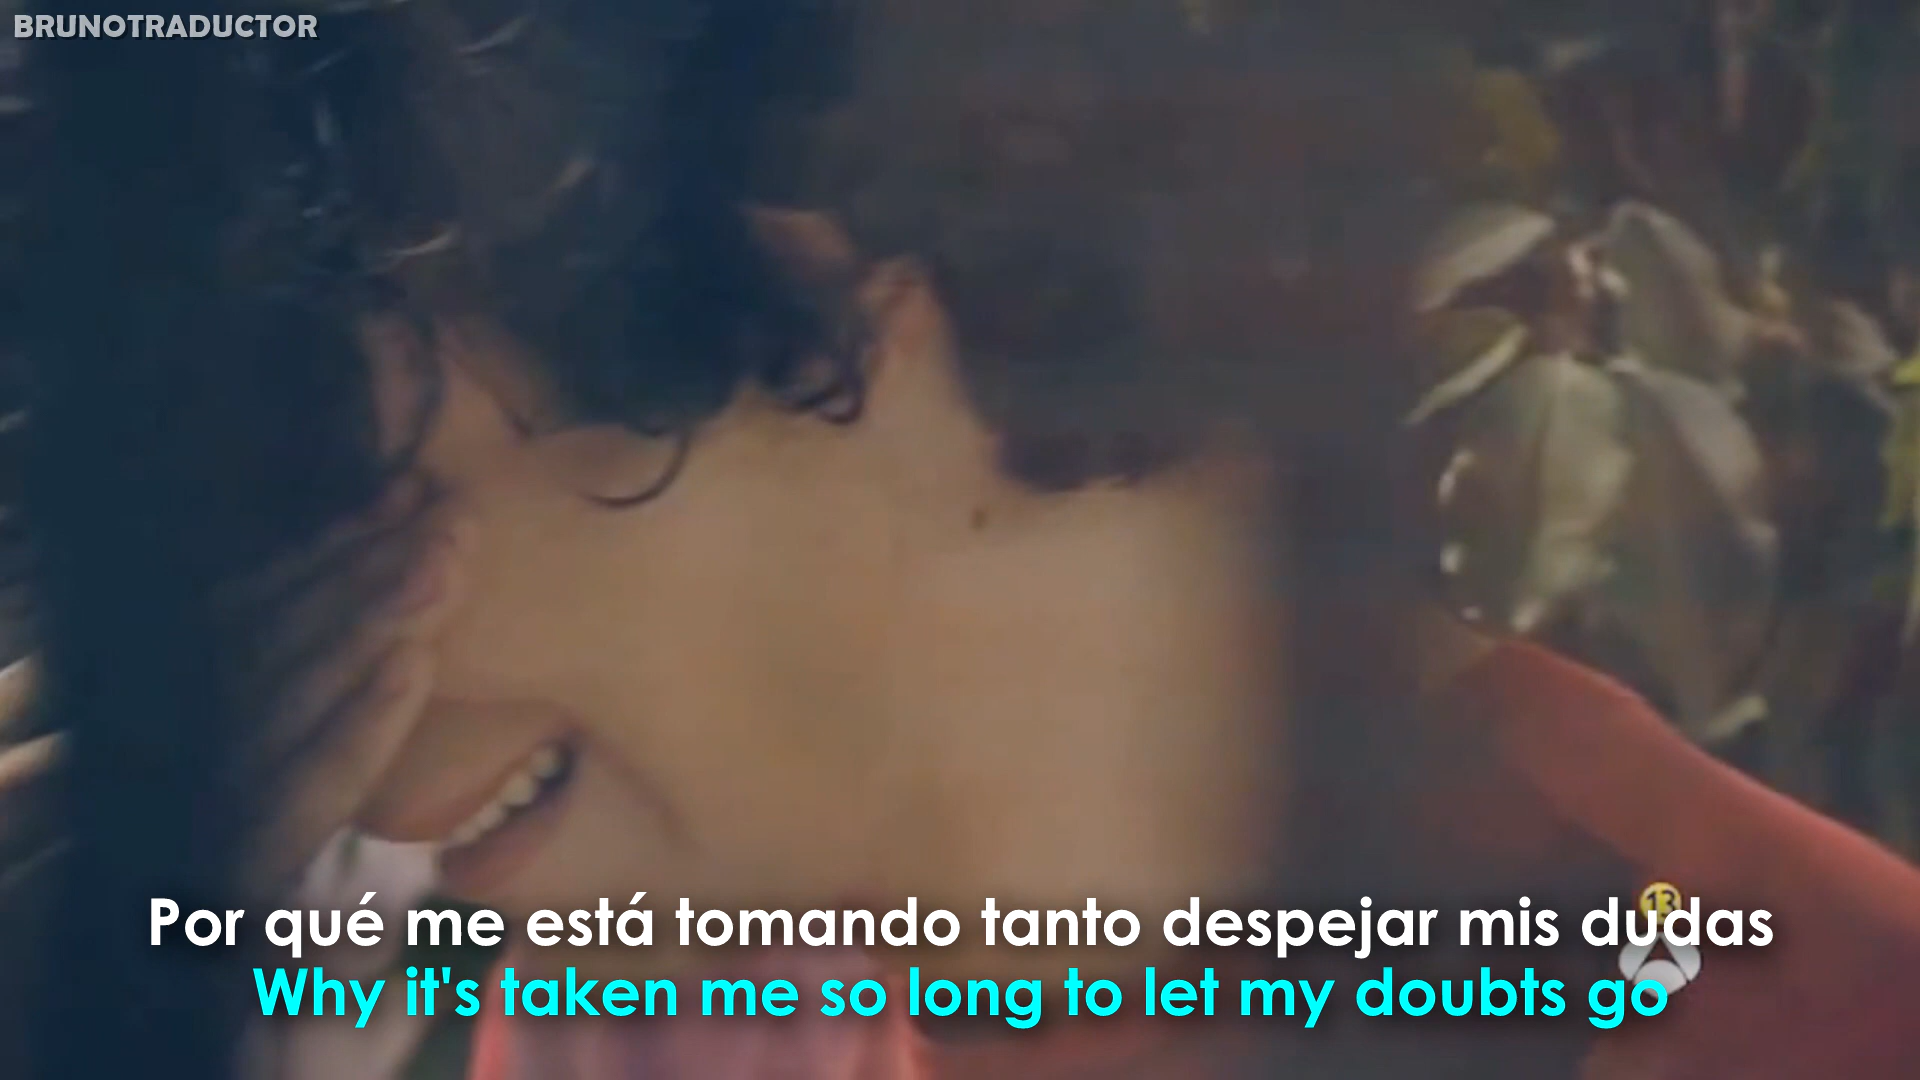 BRUNOTRADUCTOR
13
Por qué me está tomando tanto despejar mis dudas
Why it's taken me so long to let my doubts go